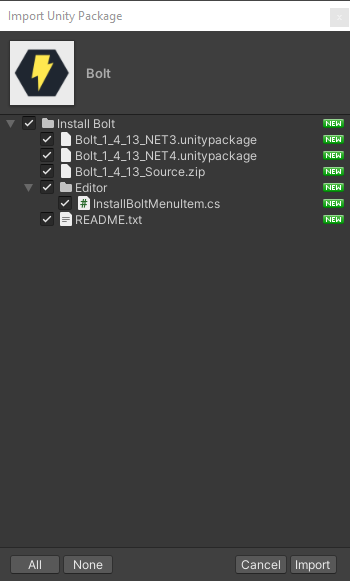 Import Unity Package
x
Bolt
Install Bolt NEW
Bolt_1_4_13_NET3.unitypackage NEW
Bolt_1_4_13_NET4.unitypackage NEW
Bolt_1_4_13_Source.zip NEW
Editor NEW
# InstallBoltMenuItem.cs NEW
README.txt NEW
All None Cancel Import